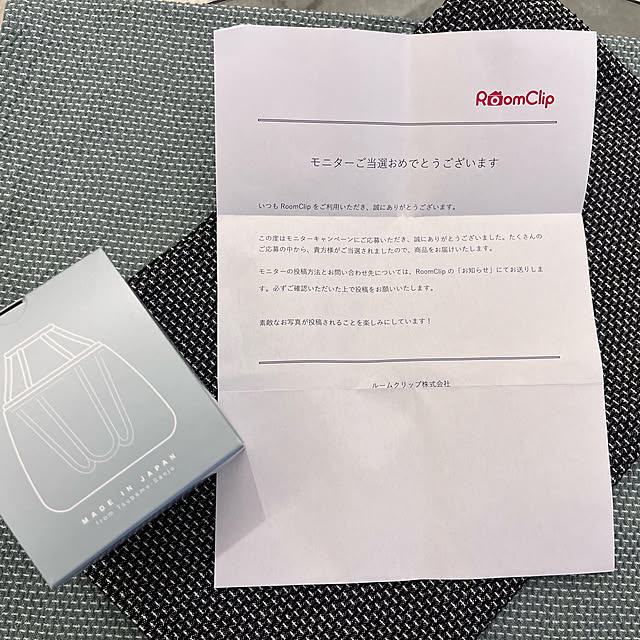 RoomClip
モニターご当選おめでとうございます
いつも RoomClip をご利用いただき、誠にありがとうございます。
この度はモニターキャンペーンにご応募いただき、誠にありがとうございました。たくさんの
ご応募の中から、貴方様がご当選されましたので、商品をお届けいたします。
モニターの投稿方法とお問い合わせ先については、RoomClip の「お知らせ」にてお送りしま
す。必ずご確認いただいた上で投稿をお願いいたします。
素敵なお写真が投稿されることを楽しみにしています！
ルームクリップ株式会社
MADE IN JAPAN
from Tsubame-Sanjo